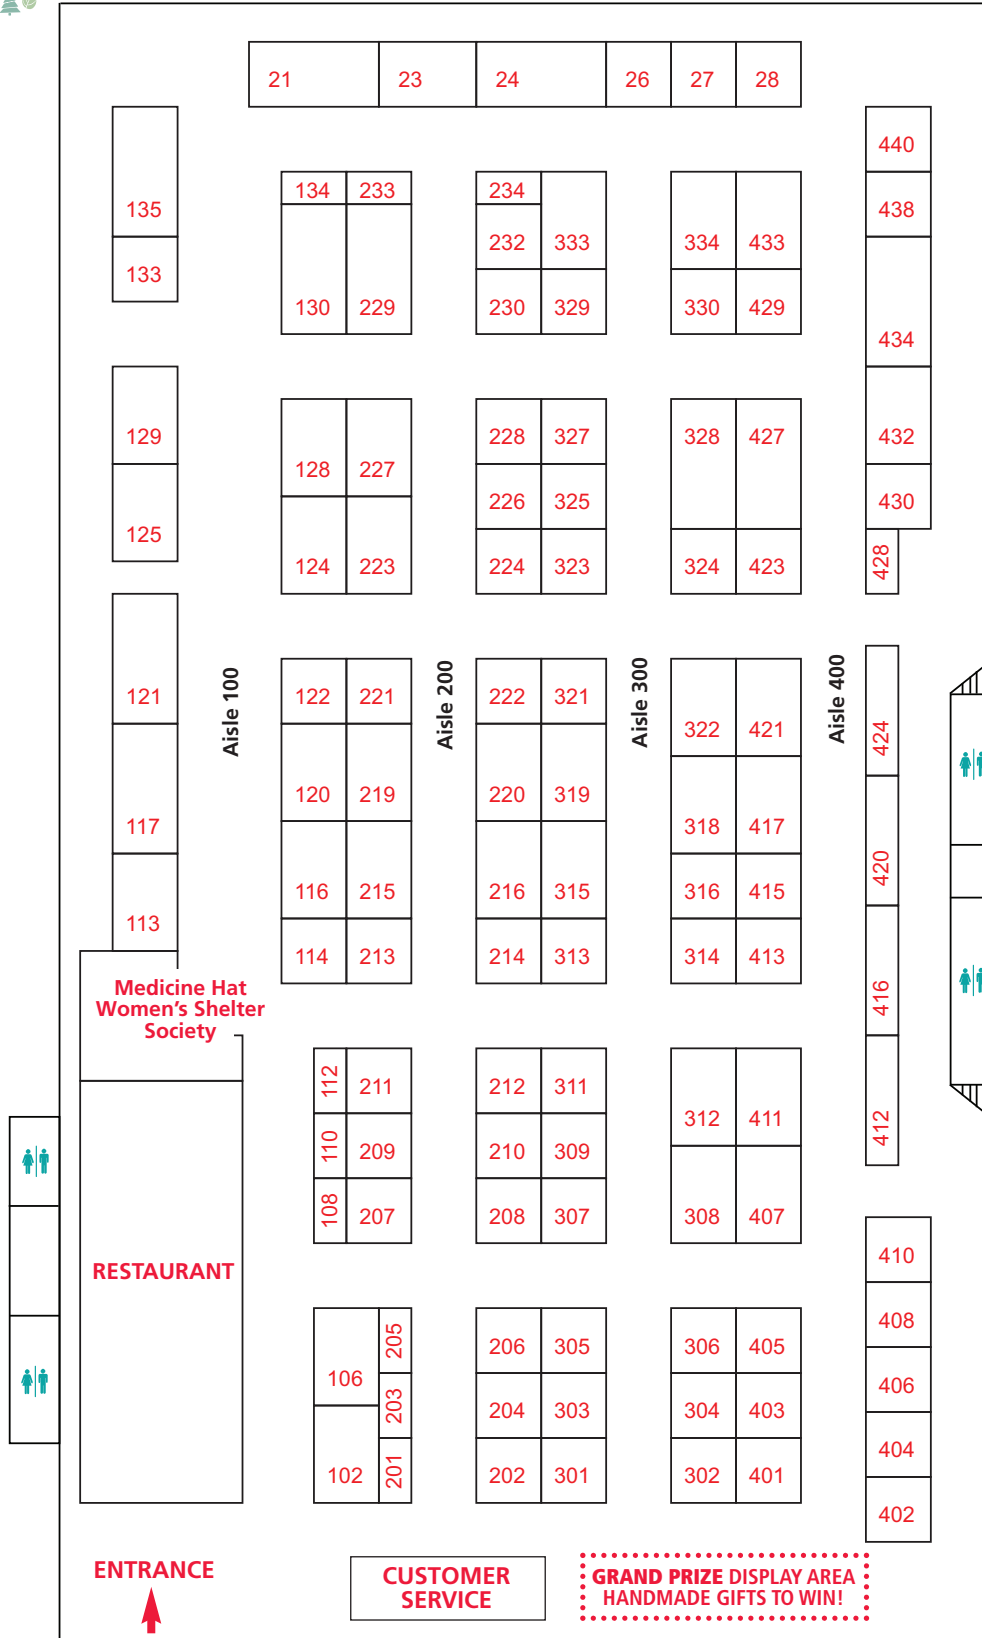 21 23 24 26 27 28
440
134 233 234
135 438
232 333 334 433
133
130 229 230 329 330 429
434
129 228 327 328 427 432
128 227
226 325 430
125
124 223 224 323 324 423 428
Aisle 100 Aisle 200 Aisle 300 Aisle 400
121 122 221 222 321
322 421 424
120 219 220 319
117 318 417
420
116 215 216 315 316 415
113
114 213 214 313 314 413
Medicine Hat
Women's Shelter
Society
416
112 211 212 311
312 411 412
110 209 210 309
108 207 208 307 308 407
410
RESTAURANT
408
205 206 305 306 405
106 406
203 204 303 304 403
404
102 201 202 301 302 401
402
ENTRANCE
CUSTOMER
SERVICE
GRAND PRIZE DISPLAY AREA
HANDMADE GIFTS TO WIN!